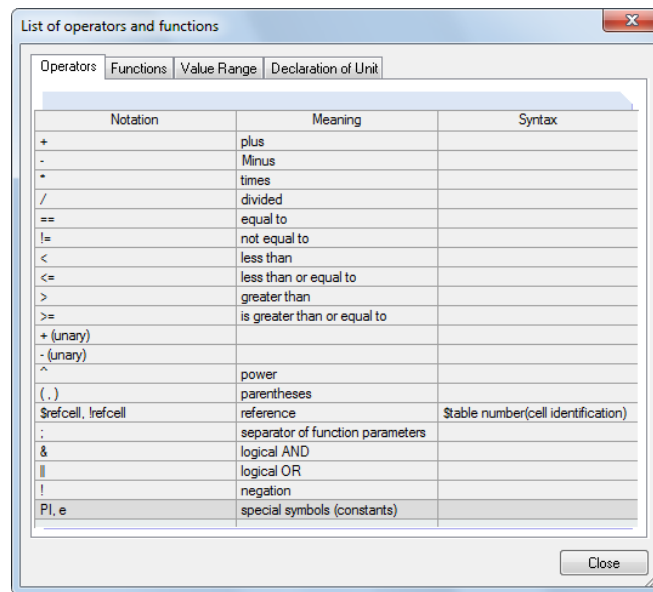 List of operators and functions
Operators Functions Value Range Declaration of Unit
Notation Meaning Syntax
+ plus
- Minus
* times
/ divided
== equal to
!= not equal to
< less than
<= less than or equal to
> greater than
>= is greater than or equal to
+ (unary)
- (unary)
^ power
( , ) parentheses
$refcell, !refcell reference $table number(cell identification)
; separator of function parameters
& logical AND
|| logical OR
! negation
PI, e special symbols (constants)
Close